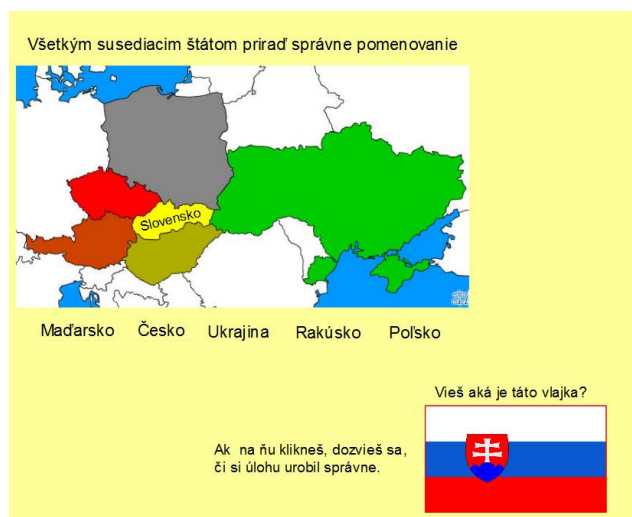 Všetkým susediacim štátom priraď správne pomenovanie
Slovensko
Maďarsko Česko Ukrajina Rakúsko Poľsko
Vieš aká je táto vlajka?
Ak na ňu klikneš, dozvieš sa,
či si úlohu urobil správne.